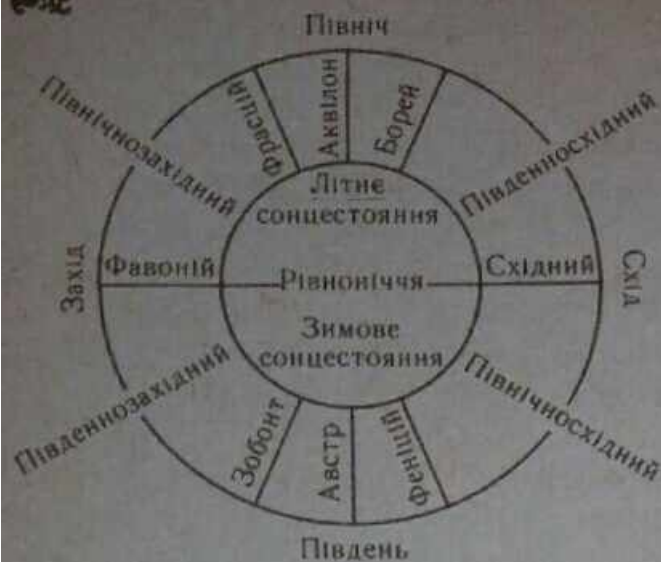 Північ
Північнозахідний
Фрасцій
Аквілон
Борей
Південносхідний
Літнє
сонцестояння
Захід
Фавоній
Рівноніччя
Східний
Схід
Зимове
сонцестояння
Південнозахідний
Зобонт
Австр
Феніцій
Північносхідний
Південь